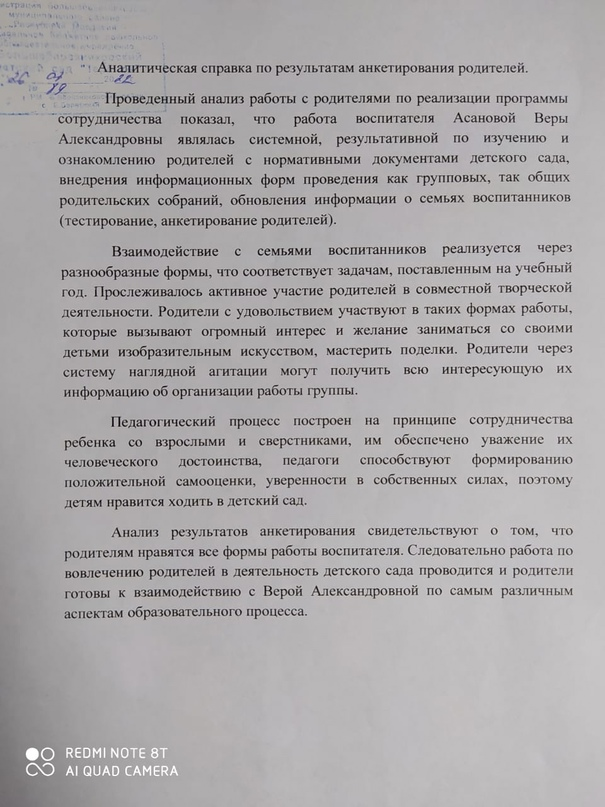 Аналитическая справка по результатам анкетирования родителей.
Проведенный анализ работы с родителями по реализации программы
сотрудничества показал, что работа воспитателя Асановой Веры
Александровны являлась системной, результативной по изучению и
ознакомлению родителей с нормативными документами детского сада,
внедрения информационных форм проведения как групповых, так общих
родительских собраний, обновления информации о семьях воспитанников
(тестирование, анкетирование родителей).
Взаимодействие с семьями воспитанников реализуется через
разнообразные формы, что соответствует задачам, поставленным на учебный
год. Прослеживалось активное участие родителей в совместной творческой
деятельности. Родители с удовольствием участвуют в таких формах работы,
которые вызывают огромный интерес и желание заниматься со своими
детьми изобразительным искусством, мастерить поделки. Родители через
систему наглядной агитации могут получить всю интересующую их
информацию об организации работы группы.
Педагогический процесс построен на принципе сотрудничества
ребенка со взрослыми и сверстниками, им обеспечено уважение их
человеческого достоинства, педагоги способствуют формированию
положительной самооценки, уверенности в собственных силах, поэтому
детям нравится ходить в детский сад.
Анализ результатов анкетирования свидетельствуют о том, что
родителям нравятся все формы работы воспитателя. Следовательно работа по
вовлечению родителей в деятельность детского сада проводится и родители
готовы к взаимодействию с Верой Александровной по самым различным
аспектам образовательного процесса.
REDMI NOTE 8T
AI QUAD CAMERA